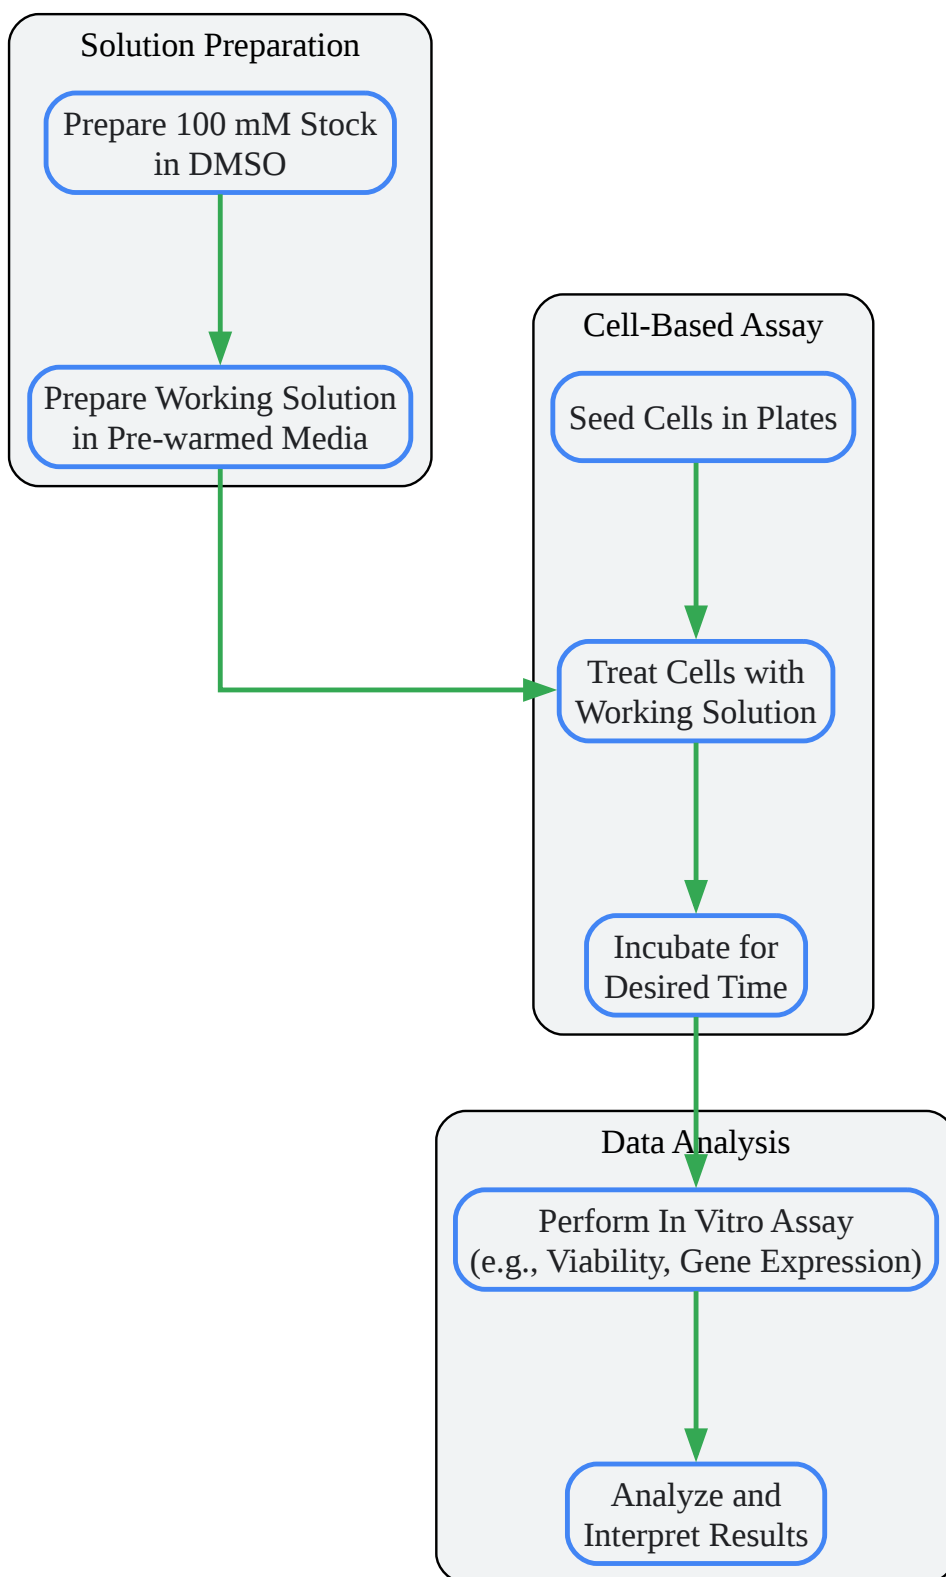 Solution Preparation
Prepare 100 mM Stock
in DMSO
Prepare Working Solution
in Pre-warmed Media
Cell-Based Assay
Seed Cells in Plates
Treat Cells with
Working Solution
Incubate for
Desired Time
Data Analysis
Perform In Vitro Assay
(e.g., Viability, Gene Expression)
Analyze and
Interpret Results